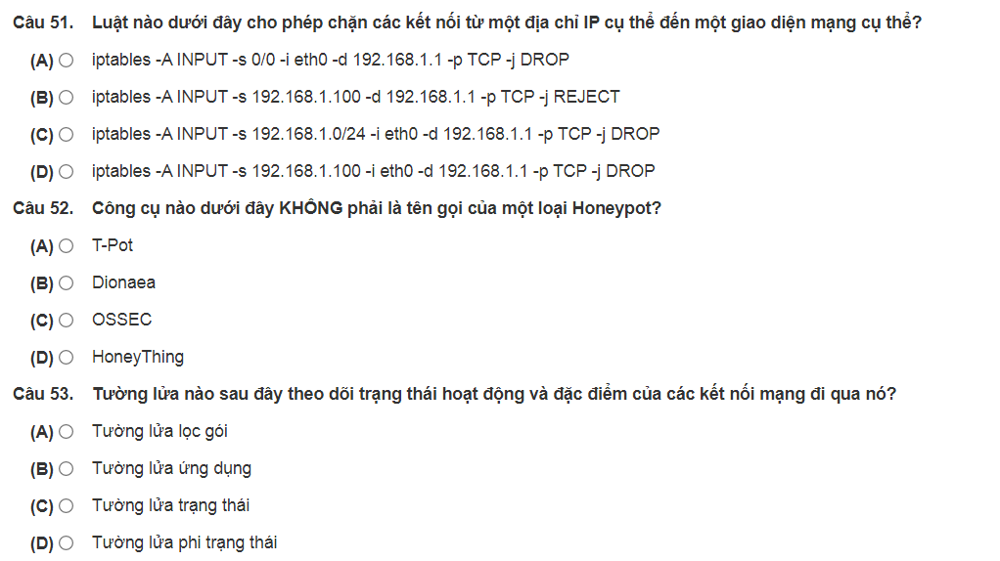 Câu 51. Luật nào dưới đây cho phép chặn các kết nối từ một địa chỉ IP cụ thể đến một giao diện mạng cụ thể?
(A) iptables -A INPUT -s 0/0 -i eth0 -d 192.168.1.1 -p TCP -j DROP
(B) iptables -A INPUT -s 192.168.1.100 -d 192.168.1.1 -p TCP -j REJECT
(C) iptables -A INPUT -s 192.168.1.0/24 -i eth0 -d 192.168.1.1 -p TCP -j DROP
(D) iptables -A INPUT -s 192.168.1.100 -i eth0 -d 192.168.1.1 -p TCP -j DROP
Câu 52. Công cụ nào dưới đây KHÔNG phải là tên gọi của một loại Honeypot?
(A) T-Pot
(B) Dionaea
(C) OSSEC
(D) HoneyThing
Câu 53. Tường lửa nào sau đây theo dõi trạng thái hoạt động và đặc điểm của các kết nối mạng đi qua nó?
(A) Tường lửa lọc gói
(B) Tường lửa ứng dụng
(C) Tường lửa trạng thái
(D) Tường lửa phi trạng thái